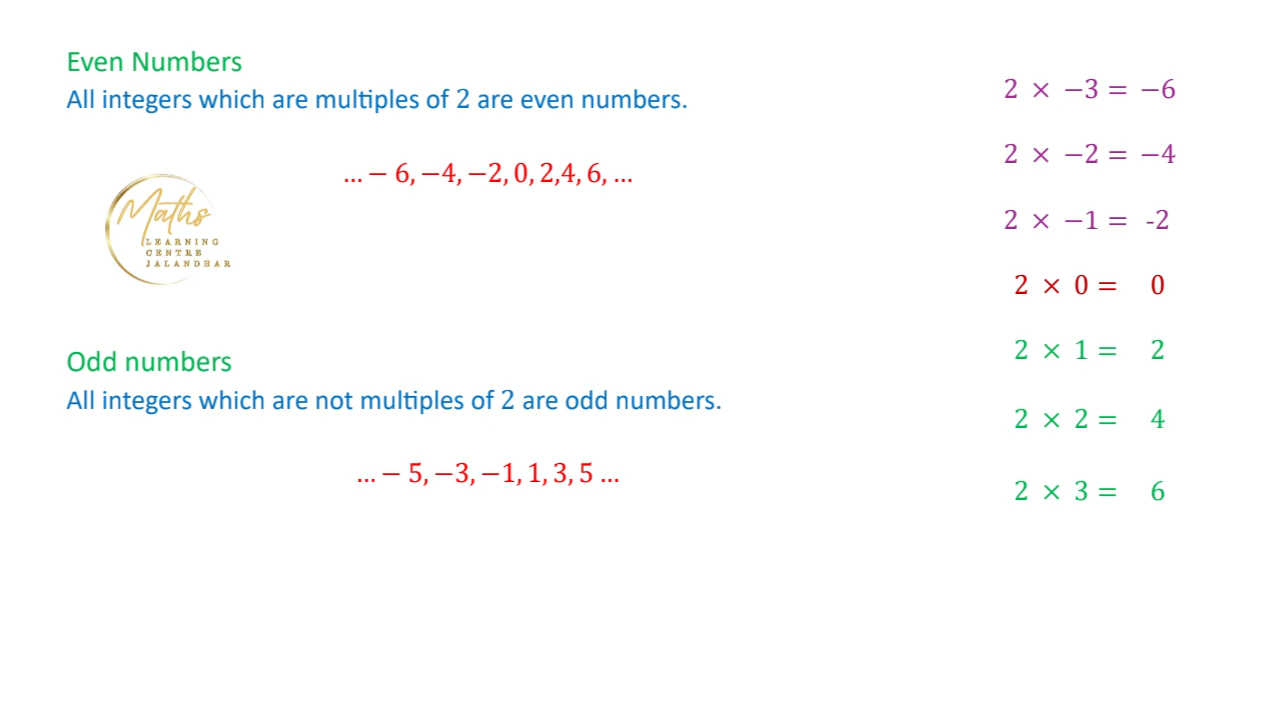 Even Numbers
All integers which are multiples of 2 are even numbers.
… − 6, −4, −2, 0, 2,4, 6, …
Maths
LEARNING
CENTRE
JALANDHAR
Odd numbers
All integers which are not multiples of 2 are odd numbers.
… − 5, −3, −1, 1, 3, 5 …
2 × −3 = −6
2 × −2 = −4
2 × −1 = -2
2 × 0 = 0
2 × 1 = 2
2 × 2 = 4
2 × 3 = 6